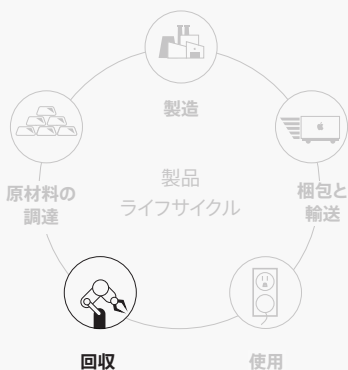 製造
原材料の
調達
製品
ライフサイクル
梱包と
輸送
回収
使用